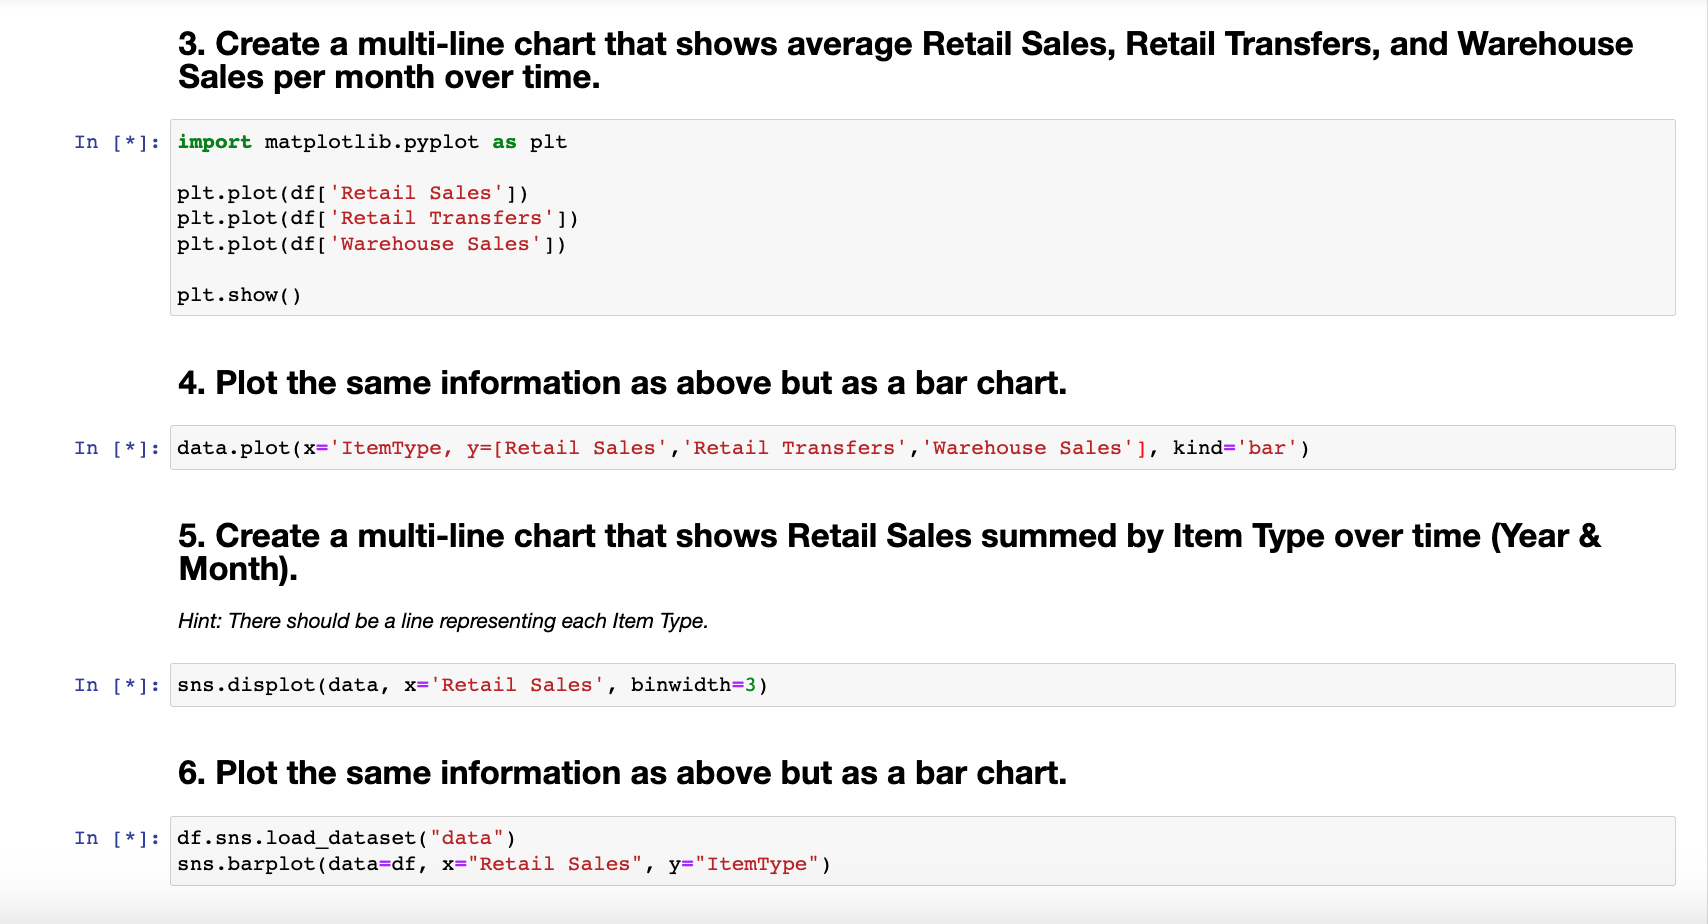 3. Create a multi-line chart that shows average Retail Sales, Retail Transfers, and Warehouse
Sales per month over time.
In [*]: import matplotlib.pyplot as plt
plt.plot(df['Retail Sales'])
plt.plot(df['Retail Transfers'])
plt.plot(df['Warehouse Sales'])
plt.show()
4. Plot the same information as above but as a bar chart.
In [*]: data.plot(x='ItemType, y=[Retail Sales','Retail Transfers','Warehouse Sales'], kind='bar')
5. Create a multi-line chart that shows Retail Sales summed by Item Type over time (Year &
Month).
Hint: There should be a line representing each Item Type.
In [*]: sns.displot(data, x='Retail Sales', binwidth=3)
6. Plot the same information as above but as a bar chart.
In [*]: df.sns.load_dataset("data")
sns.barplot(data=df, x="Retail Sales", y="ItemType")